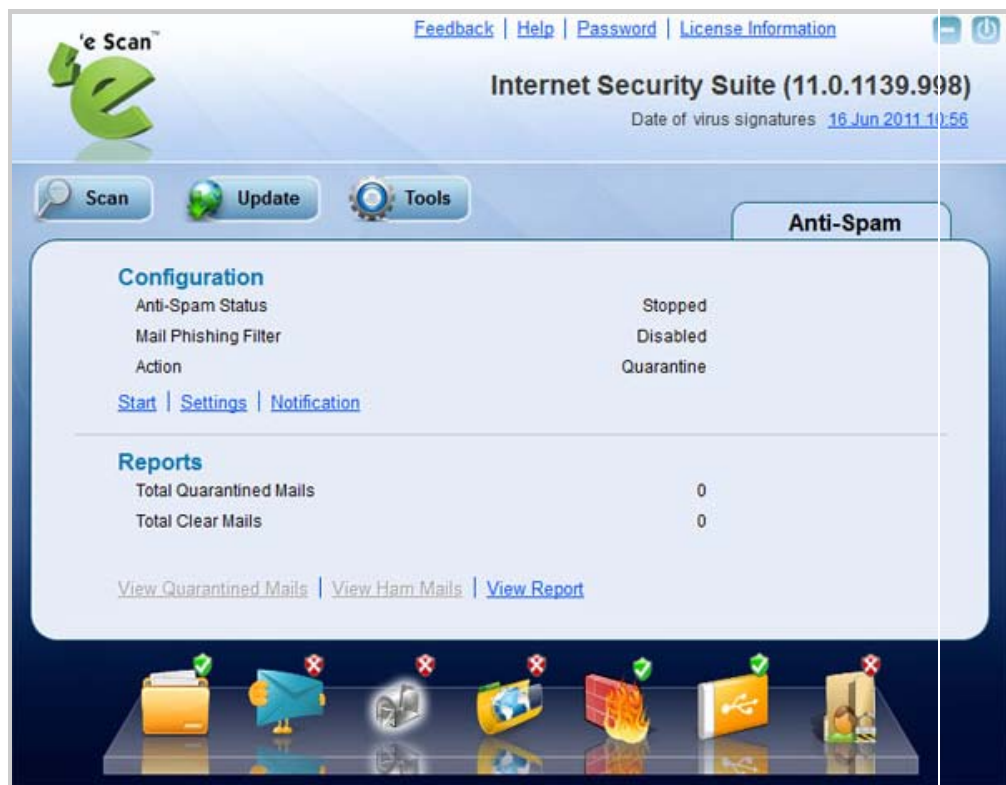 'e Scan™
Feedback | Help | Password | License Information
Internet Security Suite (11.0.1139.998)
Date of virus signatures 16 Jun 2011 10:56
Scan Update Tools
Anti-Spam
Configuration
Anti-Spam Status Stopped
Mail Phishing Filter Disabled
Action Quarantine
Start | Settings | Notification
Reports
Total Quarantined Mails 0
Total Clear Mails 0
View Quarantined Mails | View Ham Mails | View Report